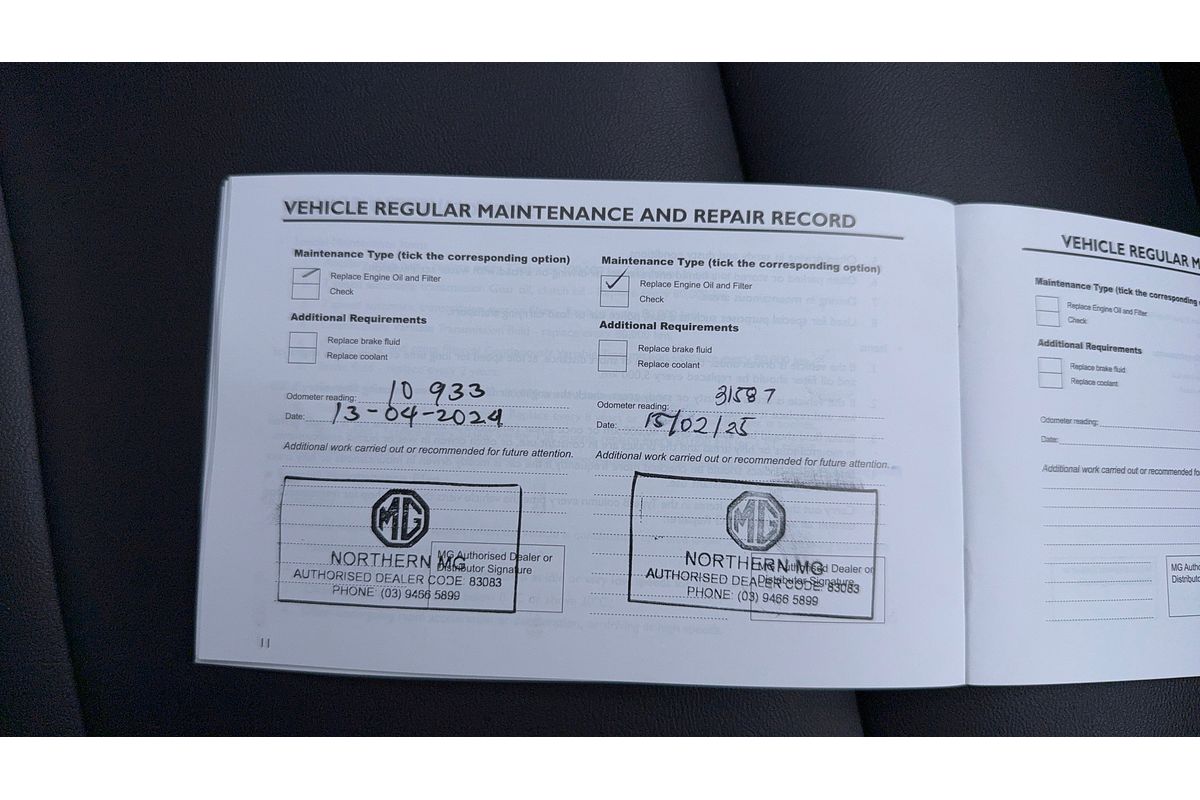 VEHICLE REGULAR MAINTENANCE AND REPAIR RECORD
Maintenance Type (tick the corresponding option)
Replace Engine Oil and Filter
Check
Additional Requirements
Replace brake fluid
Replace coolant
Odometer reading: 10 933
Date: 13-04-2024
Additional work carried out or recommended for future attention.
MG
NORTHERN MG
AUTHORISED DEALER CODE: 83083
PHONE: (03) 9466 5899
MG Authorised Dealer or
Distributor Signature
11
Maintenance Type (tick the corresponding option)
Replace Engine Oil and Filter
Check
Additional Requirements
Replace brake fluid
Replace coolant
Odometer reading: 31587
Date: 15/02/25
Additional work carried out or recommended for future attention.
MG
NORTHERN MG
AUTHORISED DEALER CODE: 83083
PHONE: (03) 9466 5899
MG Authorised Dealer or
Distributor Signature
VEHICLE REGULAR M
Maintenance Type (tick the corresponding
Replace Engine Oil and Filter
Check
Additional Requirements
Replace brake fluid
Replace coolant
Odometer reading:
Date:
Additional work carried out or recommended fo
MG Autho
Distributo